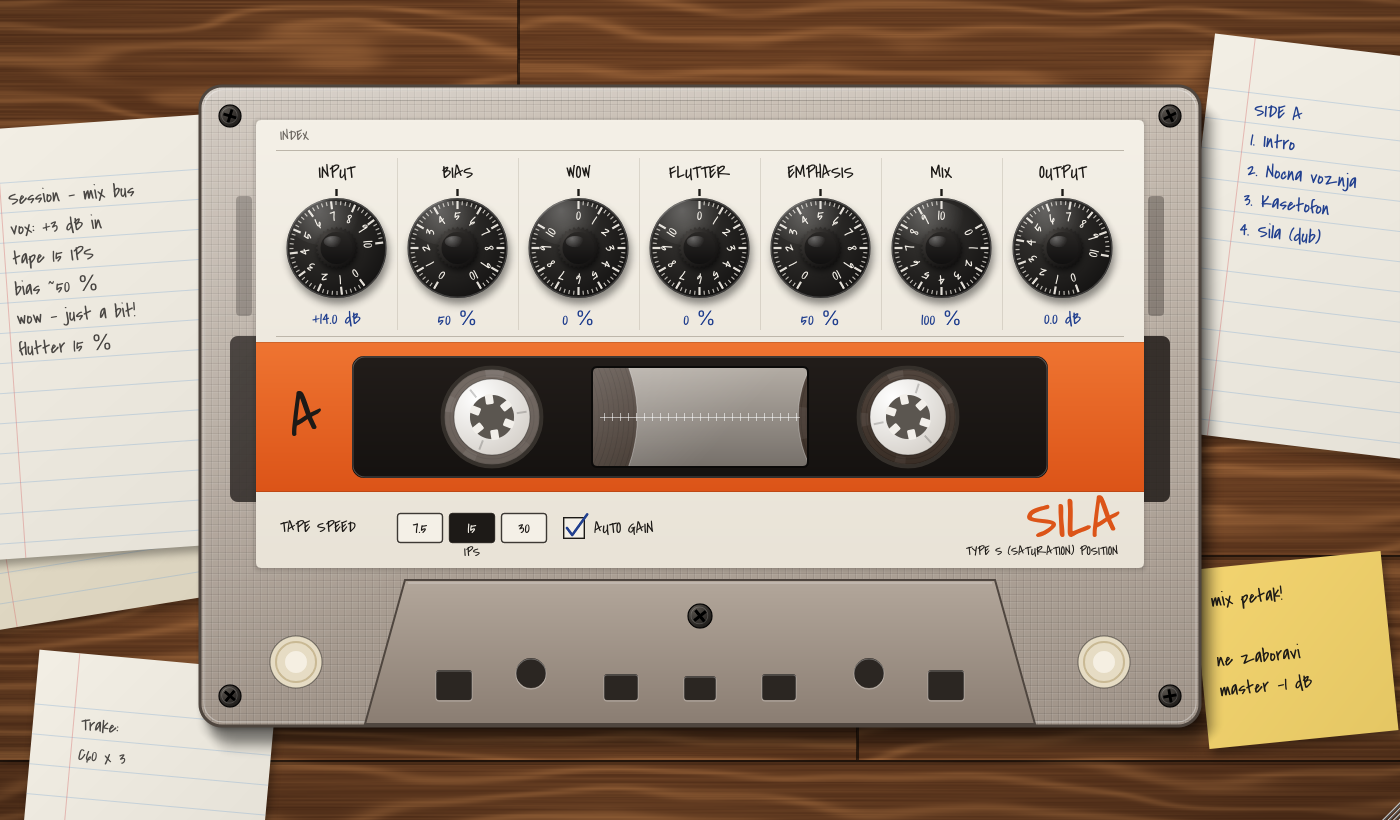 INDEX
INPUT
BIAS
WOW
FLUTTER
EMPHASIS
MIX
OUTPUT
+14.0 dB
50 %
0 %
0 %
50 %
100 %
0.0 dB
A
TAPE SPEED
7.5
15
30
IPS
AUTO GAIN
SILA
TYPE S (SATURATION) POSITION
Session - mix bus
vox: +3 dB in
tape 15 IPS
bias ~50 %
wow - just a bit!
flutter 15 %
Trake:
C60 x 3
SIDE A
1. Intro
2. Nocna voznja
3. Kasetofon
4. Sila (dub)
mix petak!
ne zaboravi
master -1 dB